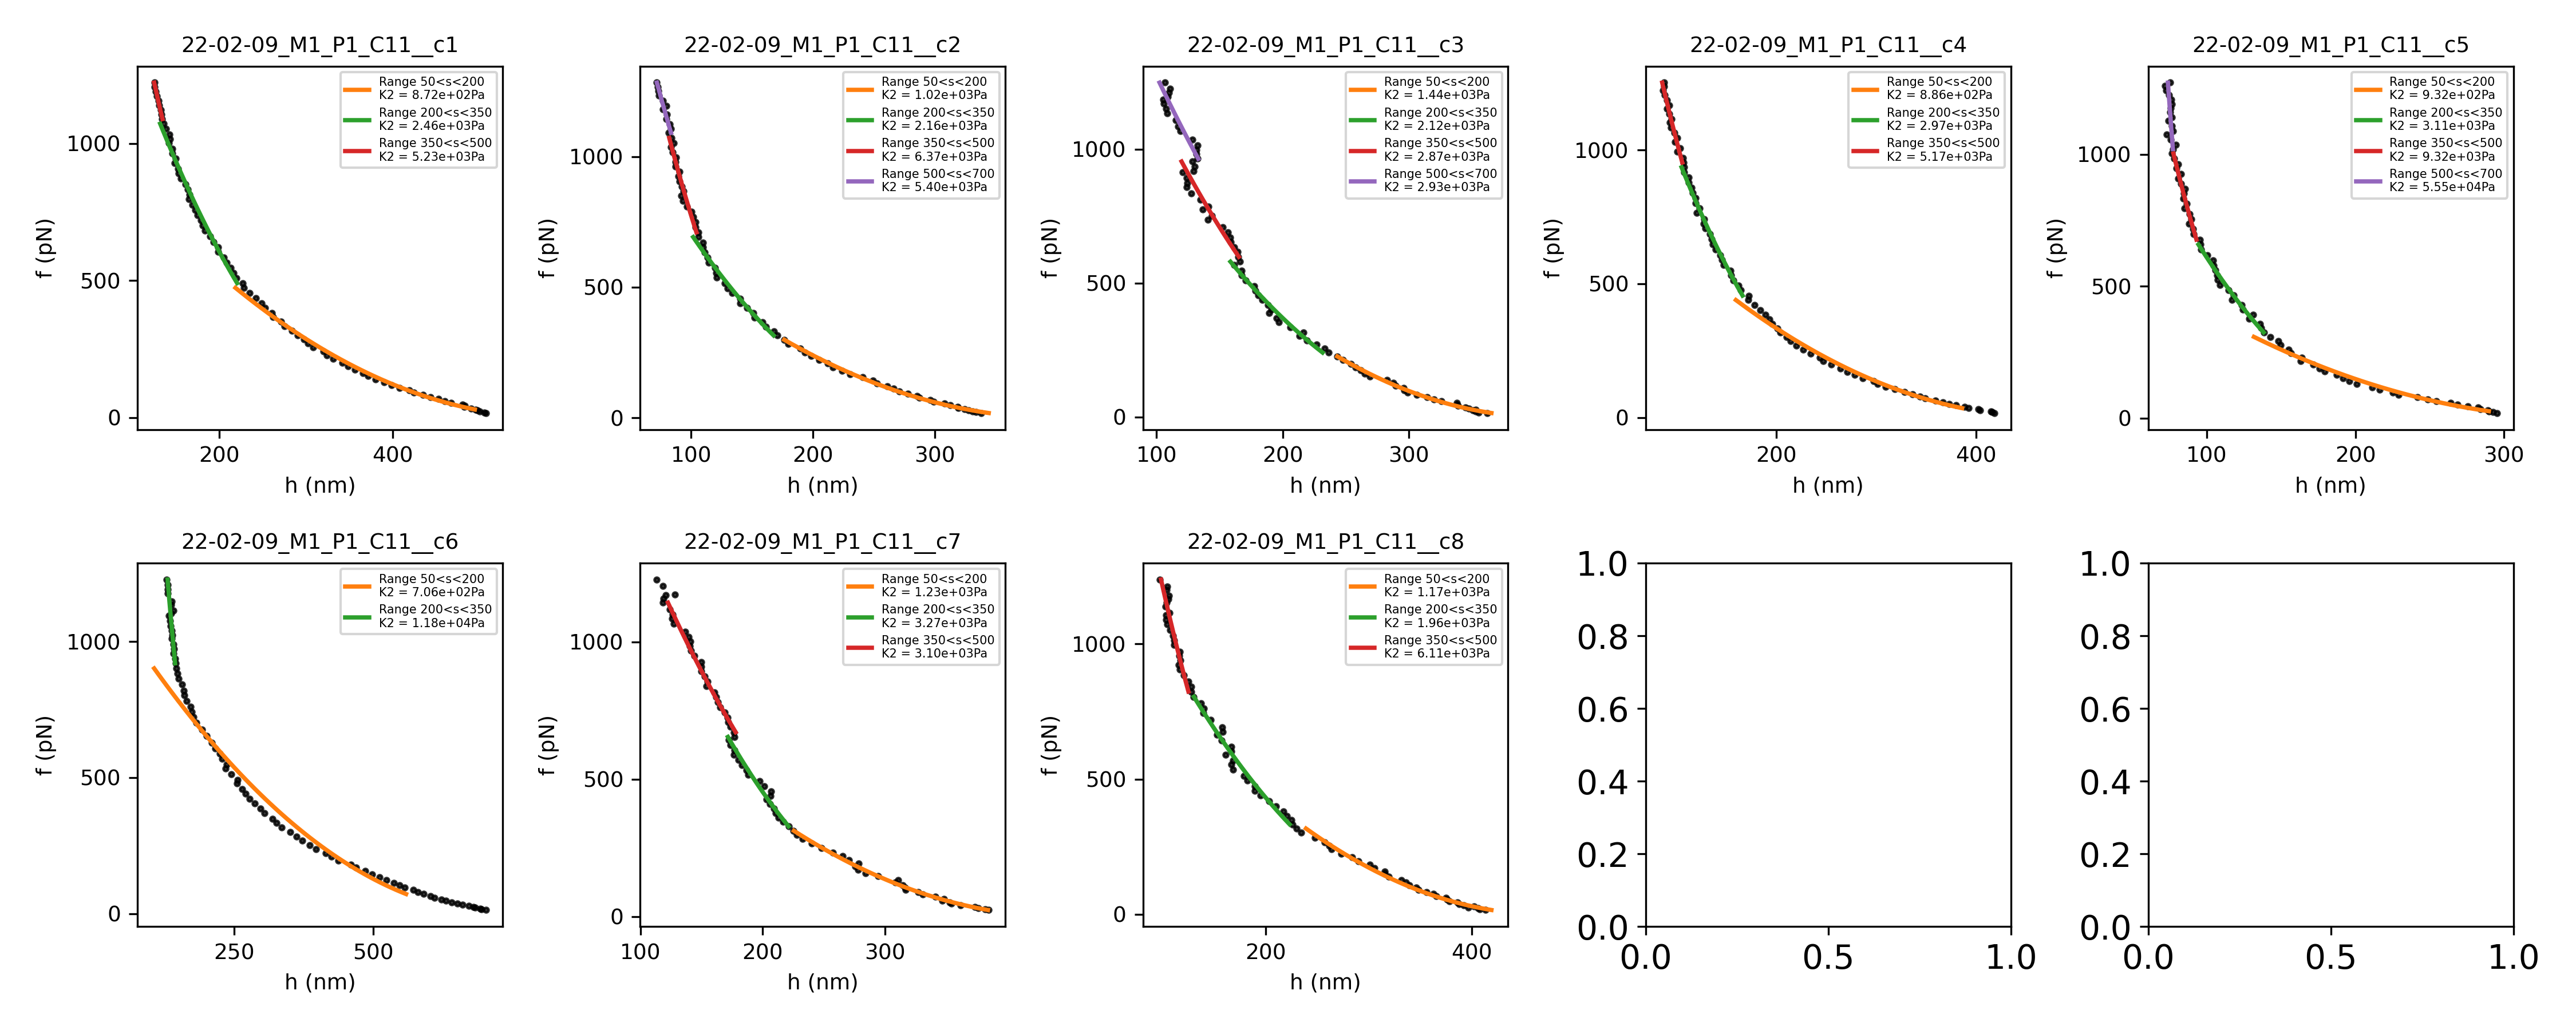 22-02-09_M1_P1_C11__c1
Range 50<s<200
K2 = 8.72e+02Pa
Range 200<s<350
K2 = 2.46e+03Pa
Range 350<s<500
K2 = 5.23e+03Pa
1000
500
0
f (pN)
200
400
h (nm)
22-02-09_M1_P1_C11__c2
Range 50<s<200
K2 = 1.02e+03Pa
Range 200<s<350
K2 = 2.16e+03Pa
Range 350<s<500
K2 = 6.37e+03Pa
Range 500<s<700
K2 = 5.40e+03Pa
1000
500
0
f (pN)
100
200
300
h (nm)
22-02-09_M1_P1_C11__c3
Range 50<s<200
K2 = 1.44e+03Pa
Range 200<s<350
K2 = 2.12e+03Pa
Range 350<s<500
K2 = 2.87e+03Pa
Range 500<s<700
K2 = 2.93e+03Pa
1000
500
0
f (pN)
100
200
300
h (nm)
22-02-09_M1_P1_C11__c4
Range 50<s<200
K2 = 8.86e+02Pa
Range 200<s<350
K2 = 2.97e+03Pa
Range 350<s<500
K2 = 5.17e+03Pa
1000
500
0
f (pN)
200
400
h (nm)
22-02-09_M1_P1_C11__c5
Range 50<s<200
K2 = 9.32e+02Pa
Range 200<s<350
K2 = 3.11e+03Pa
Range 350<s<500
K2 = 9.32e+03Pa
Range 500<s<700
K2 = 5.55e+04Pa
1000
500
0
f (pN)
100
200
300
h (nm)
22-02-09_M1_P1_C11__c6
Range 50<s<200
K2 = 7.06e+02Pa
Range 200<s<350
K2 = 1.18e+04Pa
1000
500
0
f (pN)
250
500
h (nm)
22-02-09_M1_P1_C11__c7
Range 50<s<200
K2 = 1.23e+03Pa
Range 200<s<350
K2 = 3.27e+03Pa
Range 350<s<500
K2 = 3.10e+03Pa
1000
500
0
f (pN)
100
200
300
h (nm)
22-02-09_M1_P1_C11__c8
Range 50<s<200
K2 = 1.17e+03Pa
Range 200<s<350
K2 = 1.96e+03Pa
Range 350<s<500
K2 = 6.11e+03Pa
1000
500
0
f (pN)
200
400
h (nm)
1.0
0.8
0.6
0.4
0.2
0.0
0.0
0.5
1.0
1.0
0.8
0.6
0.4
0.2
0.0
0.0
0.5
1.0